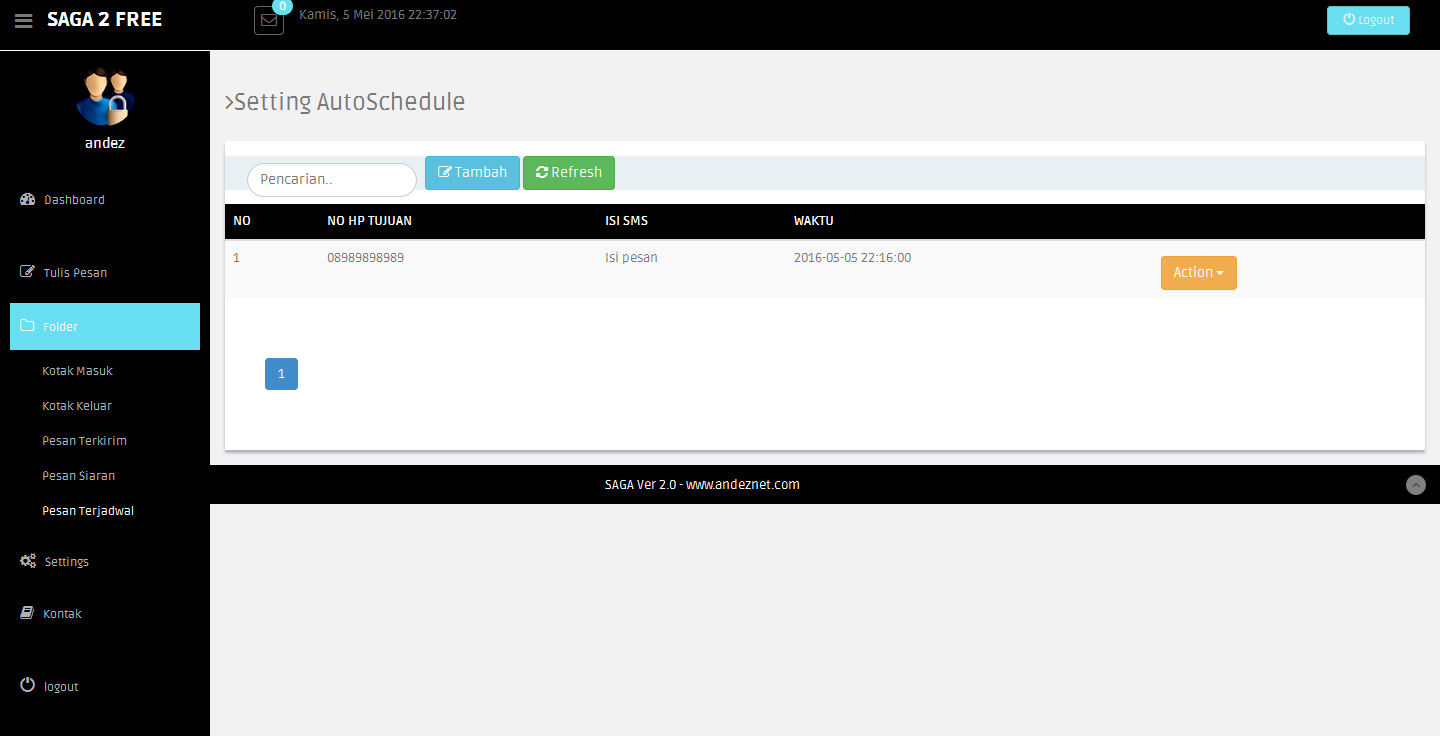 SAGA 2 FREE
0
Kamis, 5 Mei 2016 22:37:02
Logout
andez
Dashboard
Tulis Pesan
Folder
Kotak Masuk
Kotak Keluar
Pesan Terkirim
Pesan Siaran
Pesan Terjadwal
Settings
Kontak
logout
Setting AutoSchedule
Pencarian..
Tambah
Refresh
NO NO HP TUJUAN ISI SMS WAKTU
1 08989898989 Isi pesan 2016-05-05 22:16:00 Action
1
SAGA Ver 2.0 - www.andeznet.com